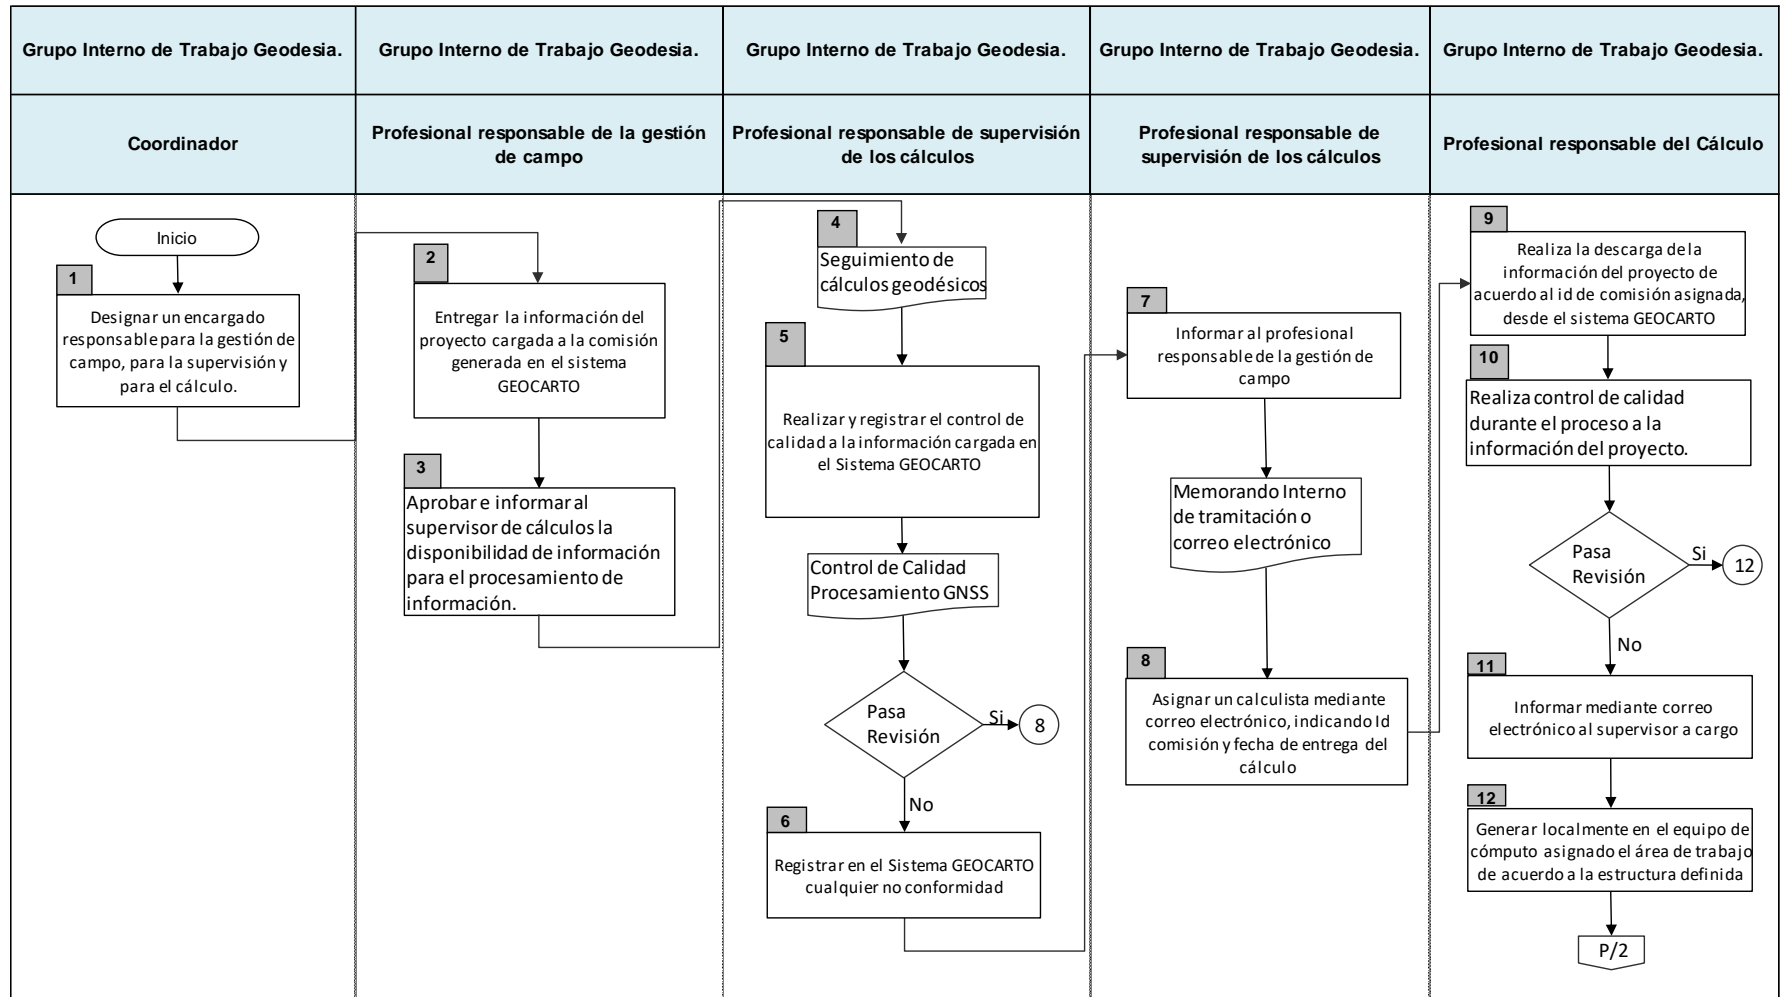 Grupo Interno de Trabajo Geodesia.
Grupo Interno de Trabajo Geodesia.
Grupo Interno de Trabajo Geodesia.
Grupo Interno de Trabajo Geodesia.
Grupo Interno de Trabajo Geodesia.
Coordinador
Profesional responsable de la gestión
de campo
Profesional responsable de supervisión
de los cálculos
Profesional responsable de
supervisión de los cálculos
Profesional responsable del Cálculo
Inicio
1
Designar un encargado
responsable para la gestión de
campo, para la supervisión y
para el cálculo.
2
Entregar la información del
proyecto cargada a la comisión
generada en el sistema
GEOCARTO
3
Aprobar e informar al
supervisor de cálculos la
disponibilidad de información
para el procesamiento de
información.
4
Seguimiento de
cálculos geodésicos
5
Realizar y registrar el control de
calidad a la información cargada en
el Sistema GEOCARTO
Control de Calidad
Procesamiento GNSS
Pasa
Revisión
Si
8
No
6
Registrar en el Sistema GEOCARTO
cualquier no conformidad
7
Informar al profesional
responsable de la gestión de
campo
Memorando Interno
de tramitación o
correo electrónico
8
Asignar un calculista mediante
correo electrónico, indicando Id
comisión y fecha de entrega del
cálculo
9
Realiza la descarga de la
información del proyecto de
acuerdo al id de comisión asignada,
desde el sistema GEOCARTO
10
Realiza control de calidad
durante el proceso a la
información del proyecto.
Pasa
Revisión
Si
12
No
11
Informar mediante correo
electrónico al supervisor a cargo
12
Generar localmente en el equipo de
cómputo asignado el área de trabajo
de acuerdo a la estructura definida
P/2